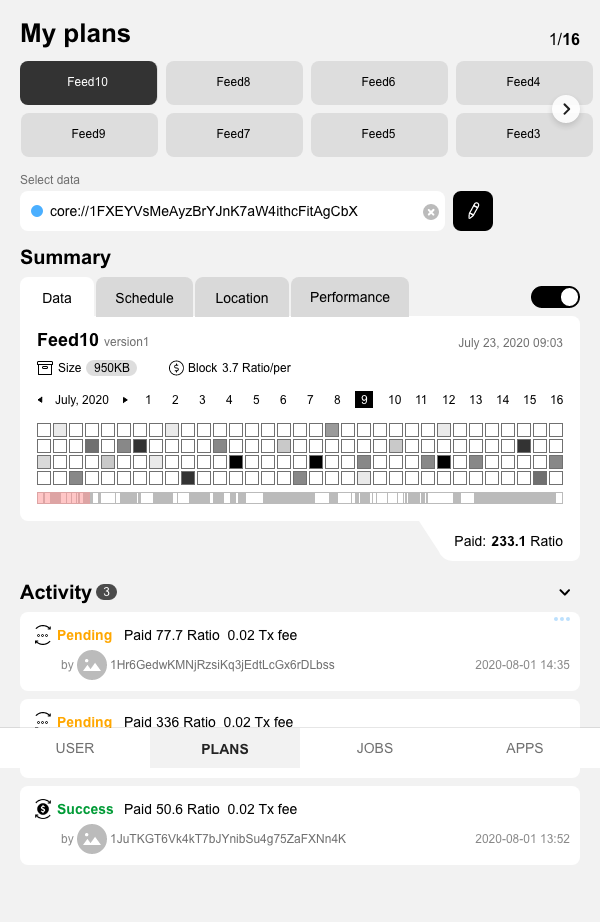 My plans
1/16
Feed10 Feed8 Feed6 Feed4
Feed9 Feed7 Feed5 Feed3
Select data
core://1FXEYVsMeAyzBrYJnK7aW4ithcFitAgCbX
Summary
Data Schedule Location Performance
Feed10 version1 July 23, 2020 09:03
Size 950KB Block 3.7 Ratio/per
July, 2020 1 2 3 4 5 6 7 8 9 10 11 12 13 14 15 16
Paid: 233.1 Ratio
Activity 3
Pending Paid 77.7 Ratio 0.02 Tx fee
by 1Hr6GedwKMNjRzsiKq3jEdtLcGx6rDLbss 2020-08-01 14:35
Pending Paid 336 Ratio 0.02 Tx fee
USER PLANS JOBS APPS
Success Paid 50.6 Ratio 0.02 Tx fee
by 1JuTKGT6Vk4kT7bJYnibSu4g75ZaFXNn4K 2020-08-01 13:52